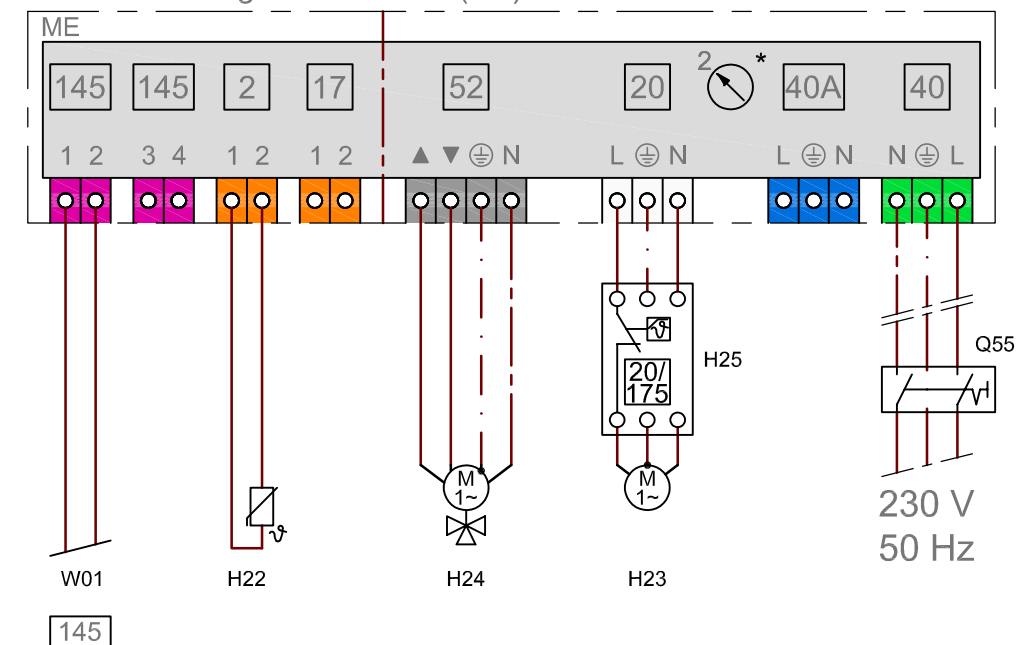 ME
145 145 2 17 52 20 2 * 40A 40
1 2 3 4 1 2 1 2 ▲ ▼ N L N L N N L
Q55
H25
20/
175
M M
1~ 1~
ϑ
ϑ
230 V
50 Hz
W01 H22 H24 H23
145